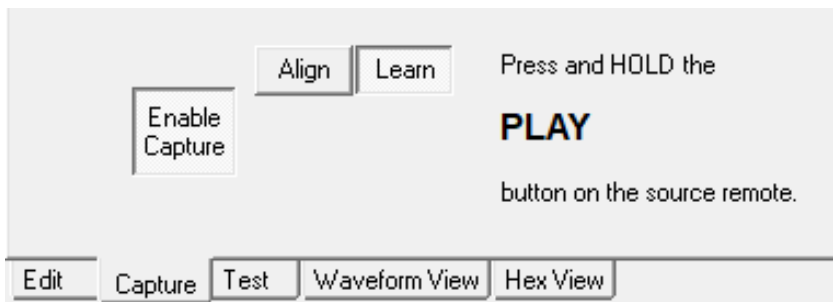 Align
Learn
Press and HOLD the
Enable
Capture
PLAY
button on the source remote.
Edit
Capture
Test
Waveform View
Hex View